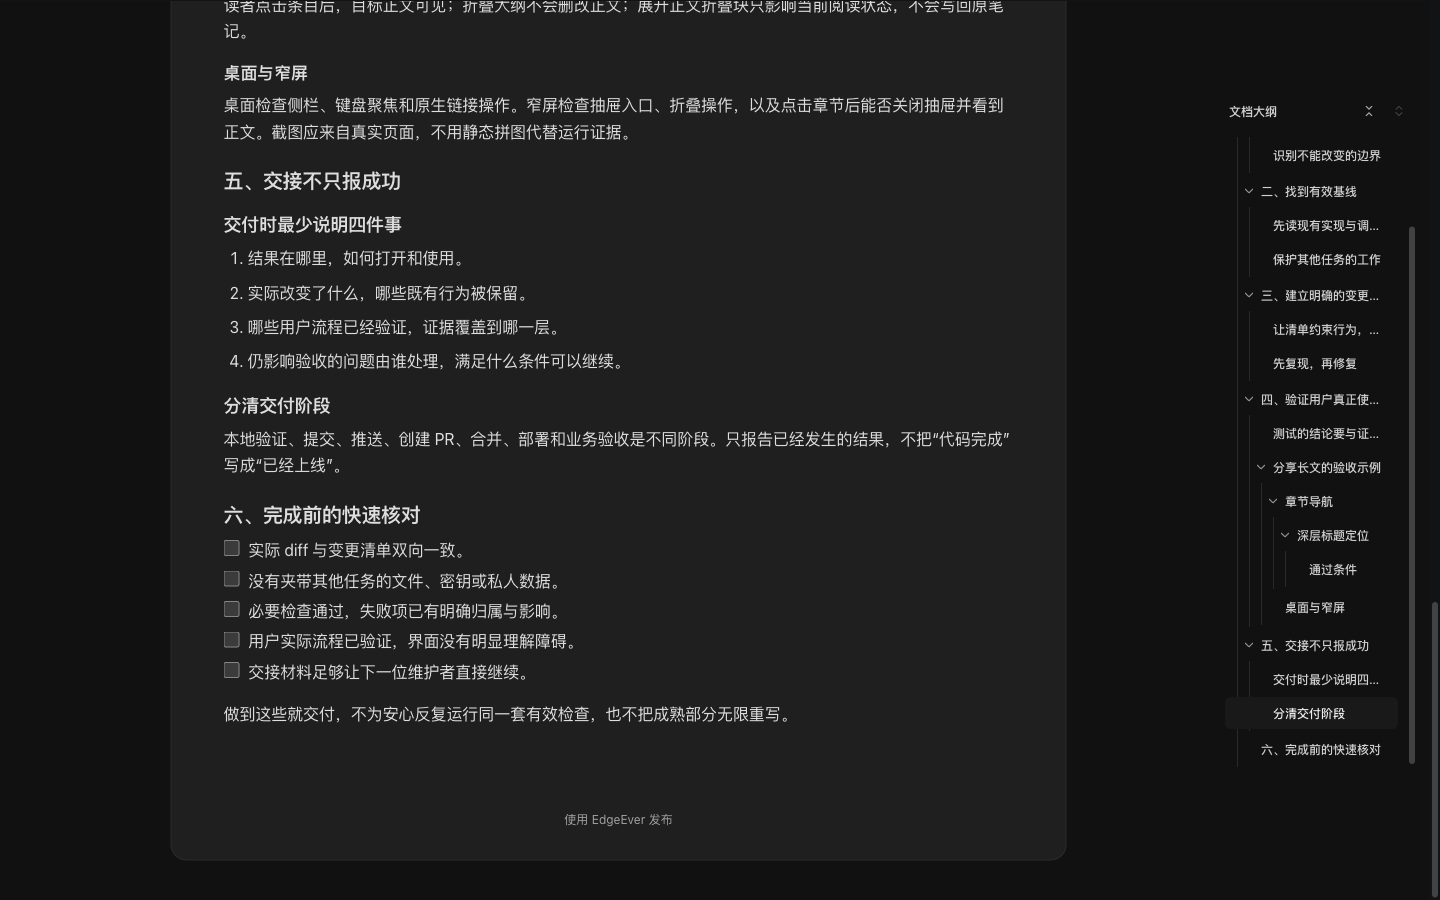 读者点击条目后，目标正文可见；折叠大纲不会删改正文；展开正文折叠块只影响当前阅读状态，不会写回原笔
记。
桌面与窄屏
桌面检查侧栏、键盘聚焦和原生链接操作。窄屏检查抽屉入口、折叠操作，以及点击章节后能否关闭抽屉并看到
正文。截图应来自真实页面，不用静态拼图代替运行证据。
五、交接不只报成功
交付时最少说明四件事
1. 结果在哪里，如何打开和使用。
2. 实际改变了什么，哪些既有行为被保留。
3. 哪些用户流程已经验证，证据覆盖到哪一层。
4. 仍影响验收的问题由谁处理，满足什么条件可以继续。
分清交付阶段
本地验证、提交、推送、创建 PR、合并、部署和业务验收是不同阶段。只报告已经发生的结果，不把“代码完成”
写成“已经上线”。
六、完成前的快速核对
实际 diff 与变更清单双向一致。
没有夹带其他任务的文件、密钥或私人数据。
必要检查通过，失败项已有明确归属与影响。
用户实际流程已验证，界面没有明显理解障碍。
交接材料足够让下一位维护者直接继续。
做到这些就交付，不为安心反复运行同一套有效检查，也不把成熟部分无限重写。
使用 EdgeEver 发布
文档大纲
识别不能改变的边界
二、找到有效基线
先读现有实现与调...
保护其他任务的工作
三、建立明确的变更...
让清单约束行为，...
先复现，再修复
四、验证用户真正使...
测试的结论要与证...
分享长文的验收示例
章节导航
深层标题定位
通过条件
桌面与窄屏
五、交接不只报成功
交付时最少说明四...
分清交付阶段
六、完成前的快速核对